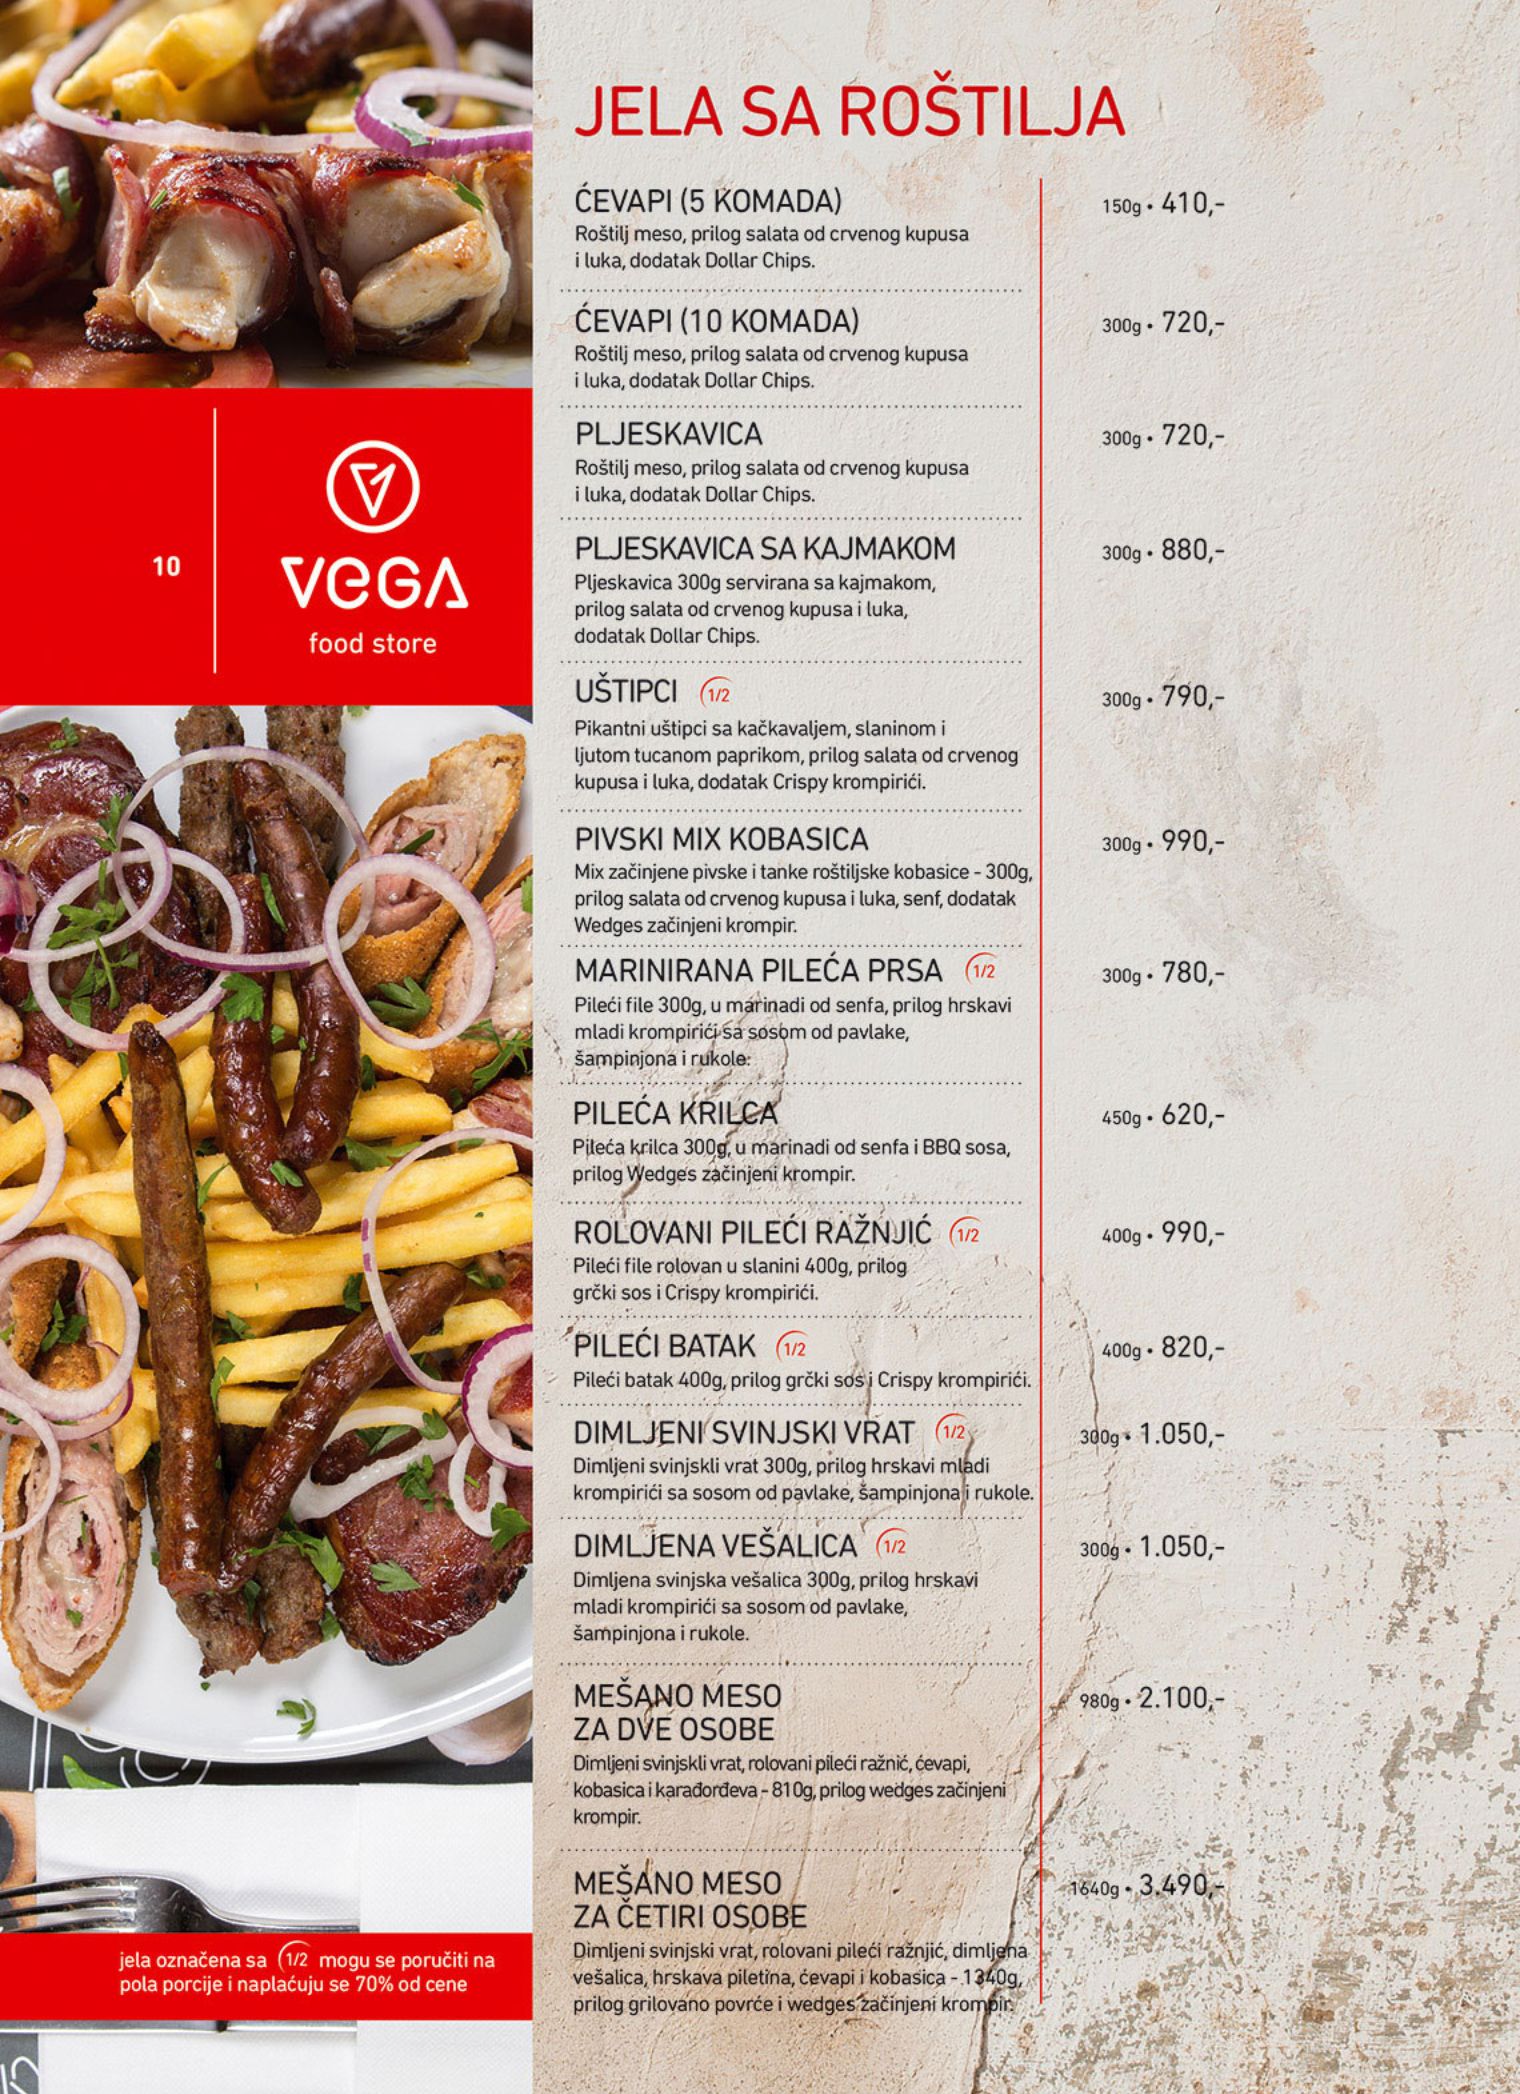 JELA SA ROŠTILJA
ĆEVAPI (5 KOMADA)
150g • 410,-
Roštilj meso, prilog salata od crvenog kupusa
i luka, dodatak Dollar Chips.
ĆEVAPI (10 KOMADA)
300g • 720,-
Roštilj meso, prilog salata od crvenog kupusa
i luka, dodatak Dollar Chips.
PLJESKAVICA
300g • 720,-
Roštilj meso, prilog salata od crvenog kupusa
i luka, dodatak Dollar Chips.
PLJESKAVICA SA KAJMAKOM
300g • 880,-
Pljeskavica 300g servirana sa kajmakom,
prilog salata od crvenog kupusa i luka,
dodatak Dollar Chips.
UŠTIPCI 1/2
300g • 790,-
Pikantni uštipci sa kačkavaljem, slaninom i
ljutom tucanom paprikom, prilog salata od crvenog
kupusa i luka, dodatak Crispy krompirići.
PIVSKI MIX KOBASICA
300g • 990,-
Mix začinjene pivske i tanke roštiljske kobasice - 300g,
prilog salata od crvenog kupusa i luka, senf, dodatak
Wedges začinjeni krompir.
MARINIRANA PILEĆA PRSA 1/2
300g • 780,-
Pileći file 300g, u marinadi od senfa, prilog hrskavi
mladi krompirići sa sosom od pavlake,
šampinjona i rukole.
PILEĆA KRILCA
450g • 620,-
Pileća krilca 300g, u marinadi od senfa i BBQ sosa,
prilog Wedges začinjeni krompir.
ROLOVANI PILEĆI RAŽNJIĆ 1/2
400g • 990,-
Pileći file rolovan u slanini 400g, prilog
grčki sos i Crispy krompirići.
PILEĆI BATAK 1/2
400g • 820,-
Pileći batak 400g, prilog grčki sos i Crispy krompirići.
DIMLJENI SVINJSKI VRAT 1/2
300g • 1.050,-
Dimljeni svinjskli vrat 300g, prilog hrskavi mladi
krompirići sa sosom od pavlake, šampinjona i rukole.
DIMLJENA VEŠALICA 1/2
300g • 1.050,-
Dimljena svinjska vešalica 300g, prilog hrskavi
mladi krompirići sa sosom od pavlake,
šampinjona i rukole.
MEŠANO MESO
ZA DVE OSOBE
980g • 2.100,-
Dimljeni svinjskli vrat, rolovani pileći ražnić, ćevapi,
kobasica i karađorđeva - 810g, prilog wedges začinjeni
krompir.
MEŠANO MESO
ZA ČETIRI OSOBE
1640g • 3.490,-
Dimljeni svinjski vrat, rolovani pileći ražnjić, dimljena
vešalica, hrskava piletina, ćevapi i kobasica - 1340g,
prilog grilovano povrće i wedges začinjeni krompir.
10
VEGA
food store
jela označena sa 1/2 mogu se poručiti na
pola porcije i naplaćuju se 70% od cene